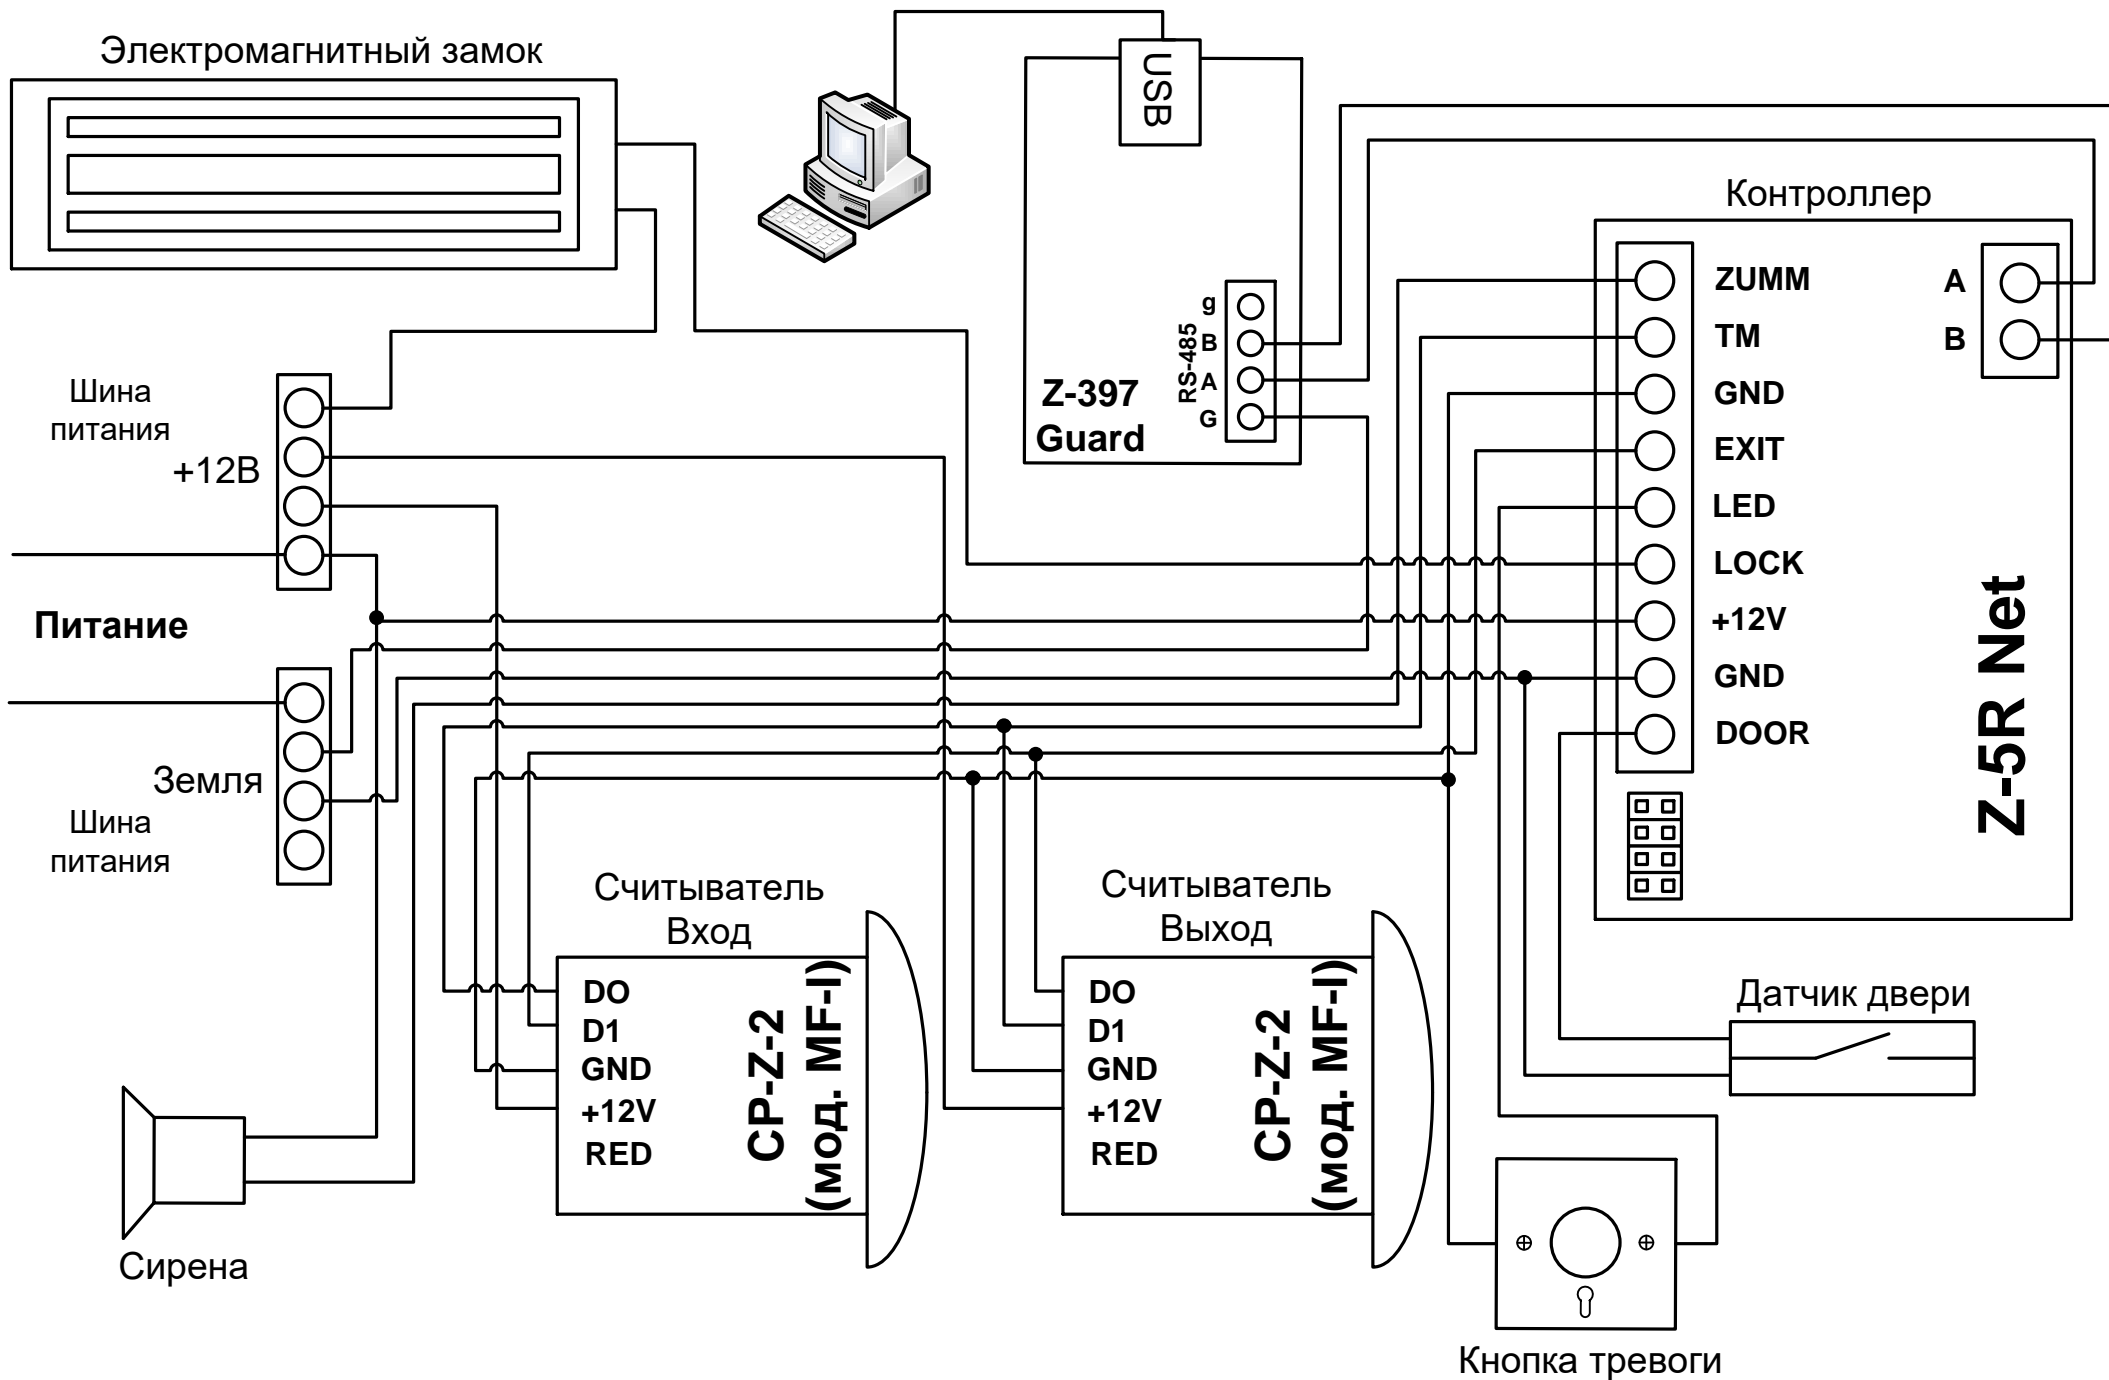 Электромагнитный замок
USB
Z-397
Guard
RS-485
g
B
A
G
Контроллер
ZUMM
TM
GND
EXIT
LED
LOCK
+12V
GND
DOOR
A
B
Z-5R Net
Шина
питания
+12В
Питание
Земля
Шина
питания
Сирена
Считыватель
Вход
DO
D1
GND
+12V
RED
CP-Z-2
(мод. MF-I)
Считыватель
Выход
DO
D1
GND
+12V
RED
CP-Z-2
(мод. MF-I)
Датчик двери
Кнопка тревоги